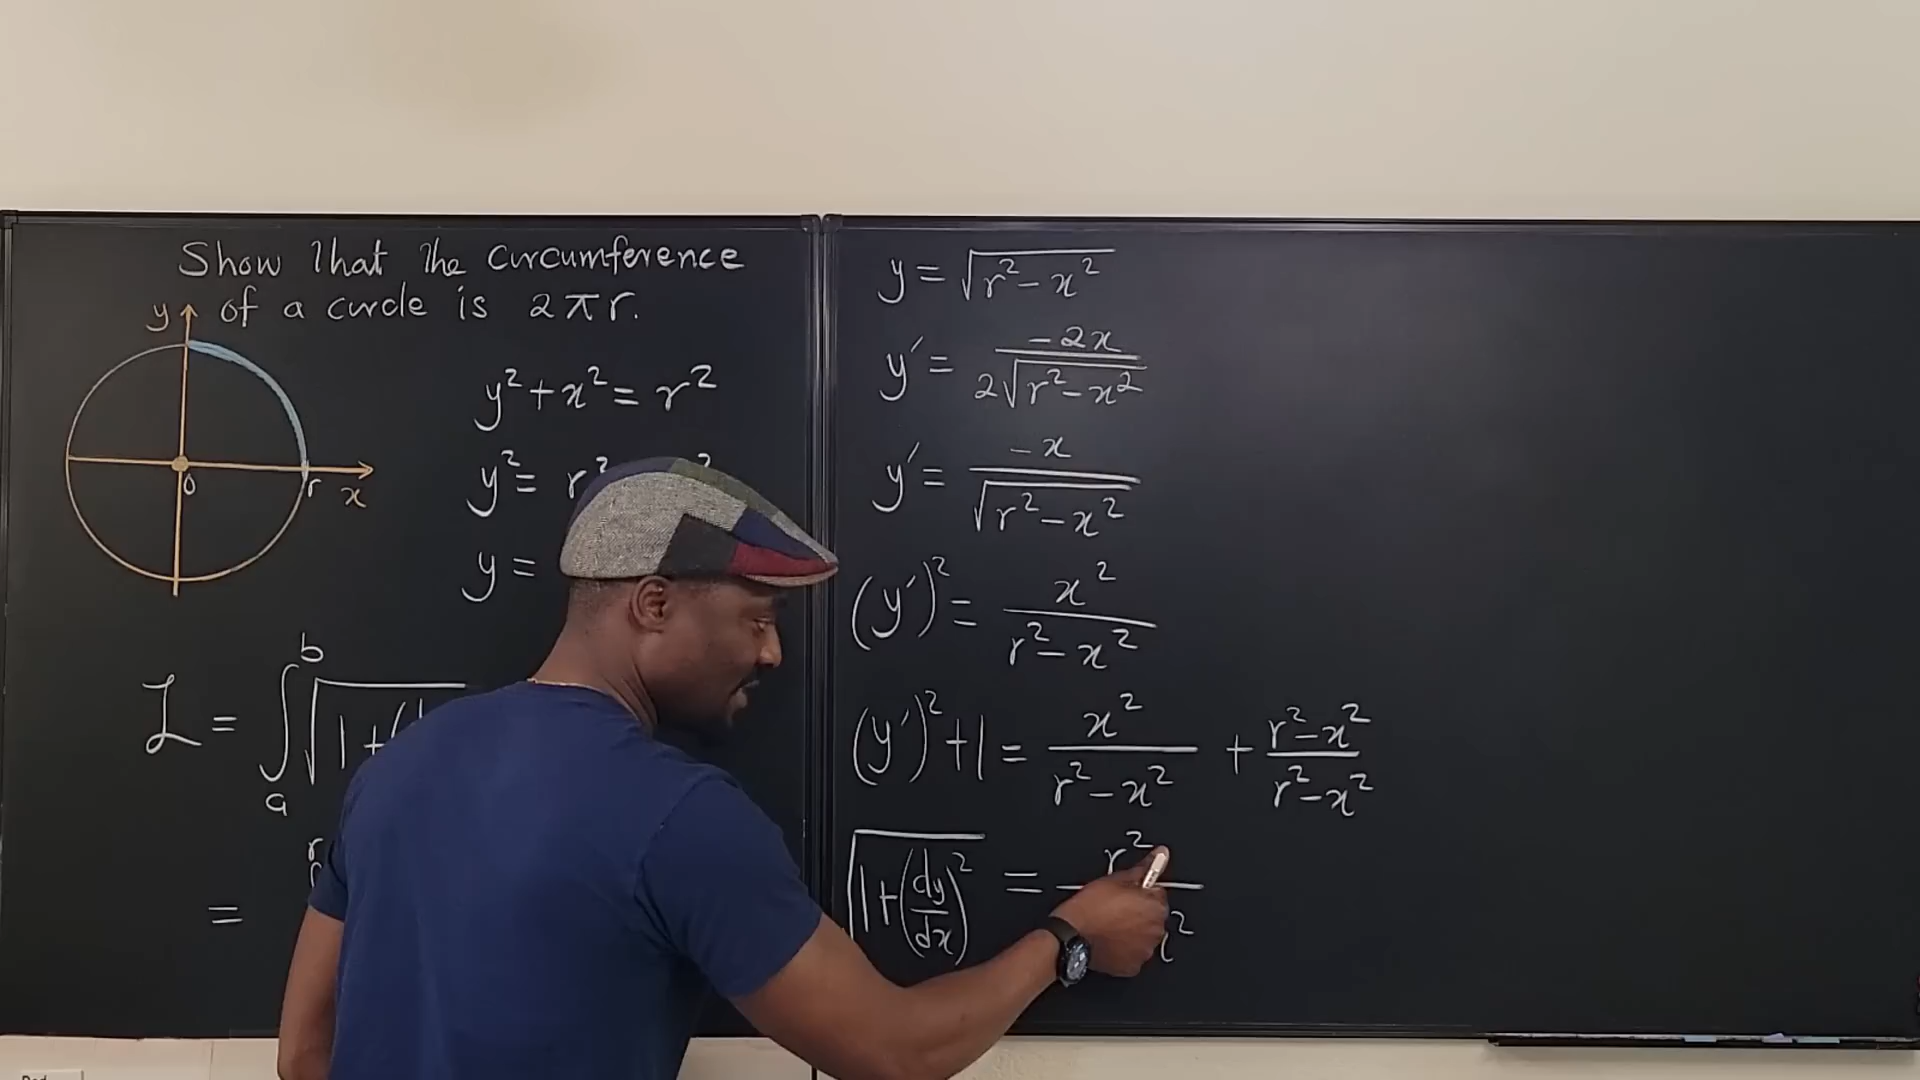 Show that the circumference
of a circle is 2πr.
y
0
r
x
y² + x² = r²
y² = r² ²
y =
L = ∫ₐᵇ √1+(
= r
y = √(r² - x²)
y′ = -2x / 2√(r² - x²)
y′ = -x / √(r² - x²)
(y′)² = x² / r² - x²
(y′)² + 1 = x² / r² - x² + r² - x² / r² - x²
√(1+(dy/dx)²) = r² / x²